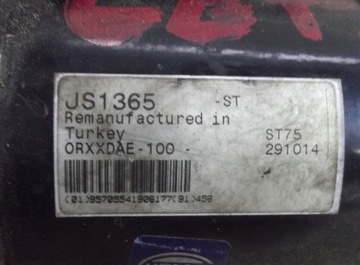 JS1365 -ST
Remanufactured in
Turkey ST75
ORXXDAE-100 - 291014